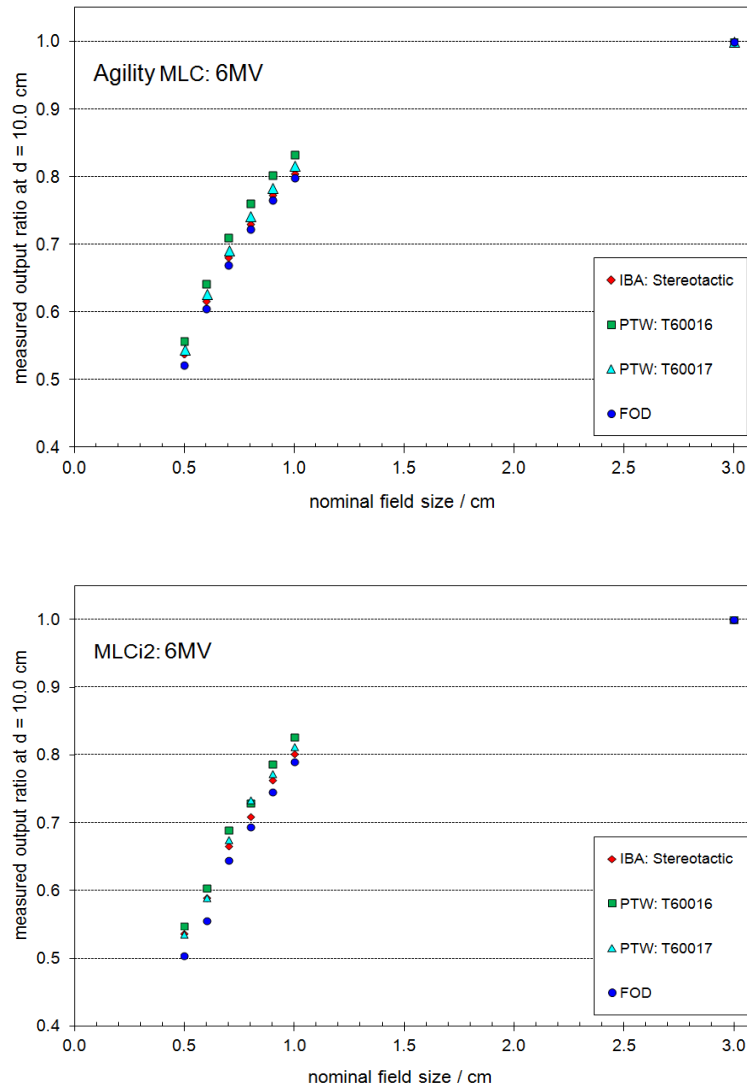 1.0
Agility MLC: 6MV
0.9
0.8
0.7
0.6
0.5
0.4
measured output ratio at d = 10.0 cm
IBA: Stereotactic
PTW: T60016
PTW: T60017
FOD
0.0 0.5 1.0 1.5 2.0 2.5 3.0
nominal field size / cm
1.0
MLCi2: 6MV
0.9
0.8
0.7
0.6
0.5
0.4
measured output ratio at d = 10.0 cm
IBA: Stereotactic
PTW: T60016
PTW: T60017
FOD
0.0 0.5 1.0 1.5 2.0 2.5 3.0
nominal field size / cm